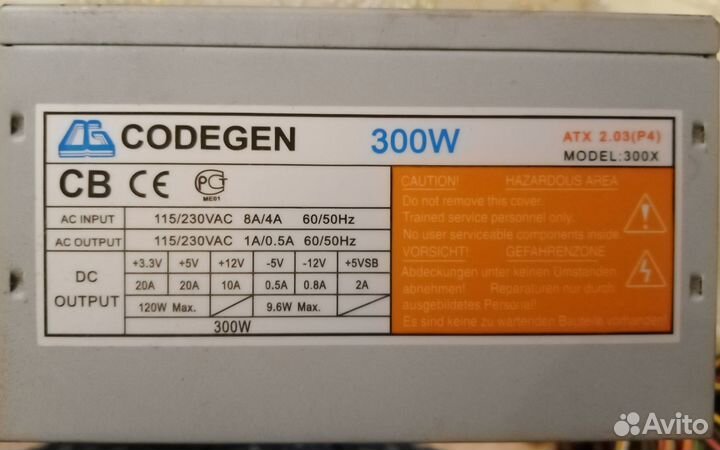 CODEGEN 300W ATX 2.03(P4)
MODEL:300X
CB CE PCT
ME01
AC INPUT 115/230VAC 8A/4A 60/50Hz
AC OUTPUT 115/230VAC 1A/0.5A 60/50Hz
DC OUTPUT
+3.3V +5V +12V -5V -12V +5VSB
20A 20A 10A 0.5A 0.8A 2A
120W Max. 9.6W Max.
300W
CAUTION! HAZARDOUS AREA
Do not remove this cover.
Trained service personnel only.
No user serviceable components inside.
VORSICHT! GEFAHRENZONE
Abdeckungen unter keinen Umständen
abnehmen! Reperaturen nur durch
ausgebildetes Personal!
Es sind keine zu wartenden Bauteile vorhanden!
Avito